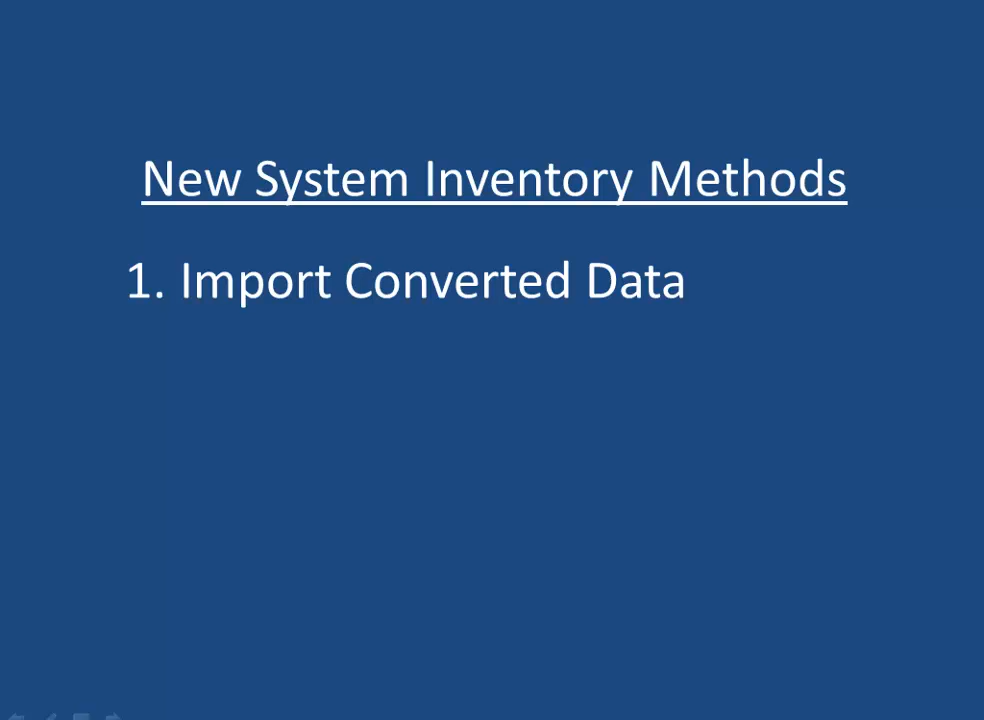 New System Inventory Methods
1. Import Converted Data